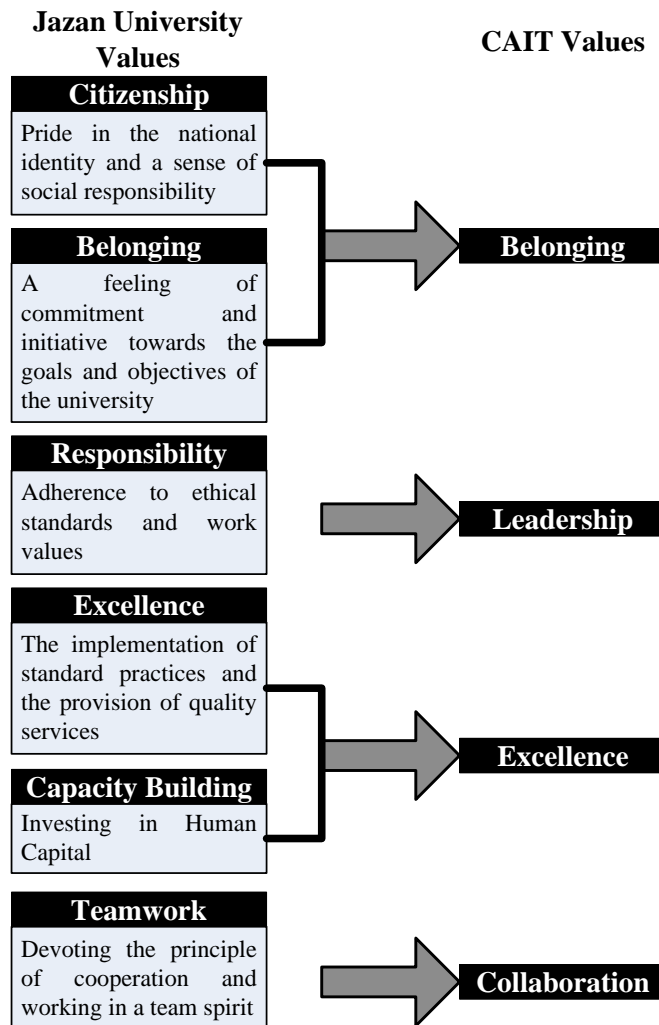 Jazan University
Values
CAIT Values
Citizenship
Pride in the national
identity and a sense of
social responsibility
Belonging
A feeling of
commitment and
initiative towards the
goals and objectives of
the university
Belonging
Responsibility
Adherence to ethical
standards and work
values
Leadership
Excellence
The implementation of
standard practices and
the provision of quality
services
Capacity Building
Investing in Human
Capital
Excellence
Teamwork
Devoting the principle
of cooperation and
working in a team spirit
Collaboration